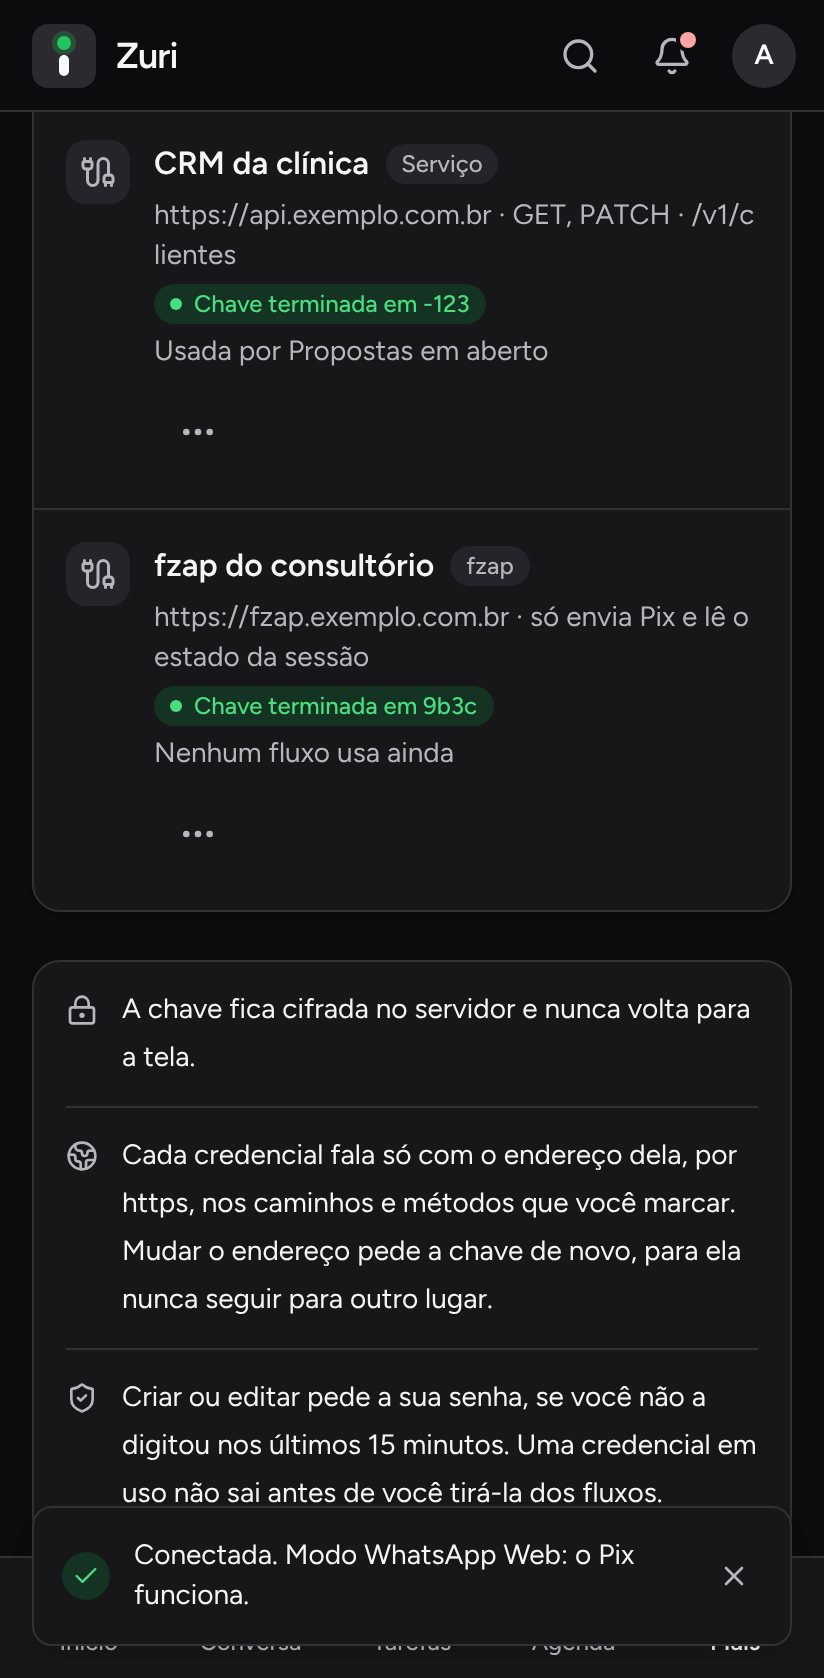 Zuri
A
CRM da clínica Serviço
https://api.exemplo.com.br · GET, PATCH · /v1/c
lientes
Chave terminada em -123
Usada por Propostas em aberto
fzap do consultório fzap
https://fzap.exemplo.com.br · só envia Pix e lê o
estado da sessão
Chave terminada em 9b3c
Nenhum fluxo usa ainda
A chave fica cifrada no servidor e nunca volta para
a tela.
Cada credencial fala só com o endereço dela, por
https, nos caminhos e métodos que você marcar.
Mudar o endereço pede a chave de novo, para ela
nunca seguir para outro lugar.
Criar ou editar pede a sua senha, se você não a
digitou nos últimos 15 minutos. Uma credencial em
uso não sai antes de você tirá-la dos fluxos.
Conectada. Modo WhatsApp Web: o Pix
funciona.
Início Conversa Tarefas Agenda Mais